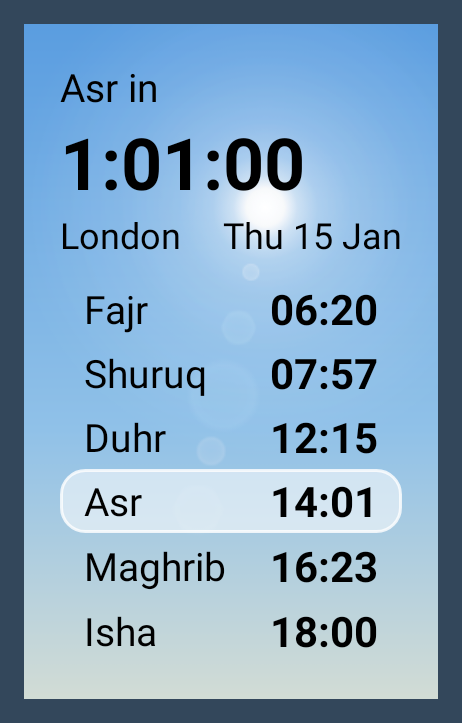 Asr in
1:01:00
London Thu 15 Jan
Fajr 06:20
Shuruq 07:57
Duhr 12:15
Asr 14:01
Maghrib 16:23
Isha 18:00